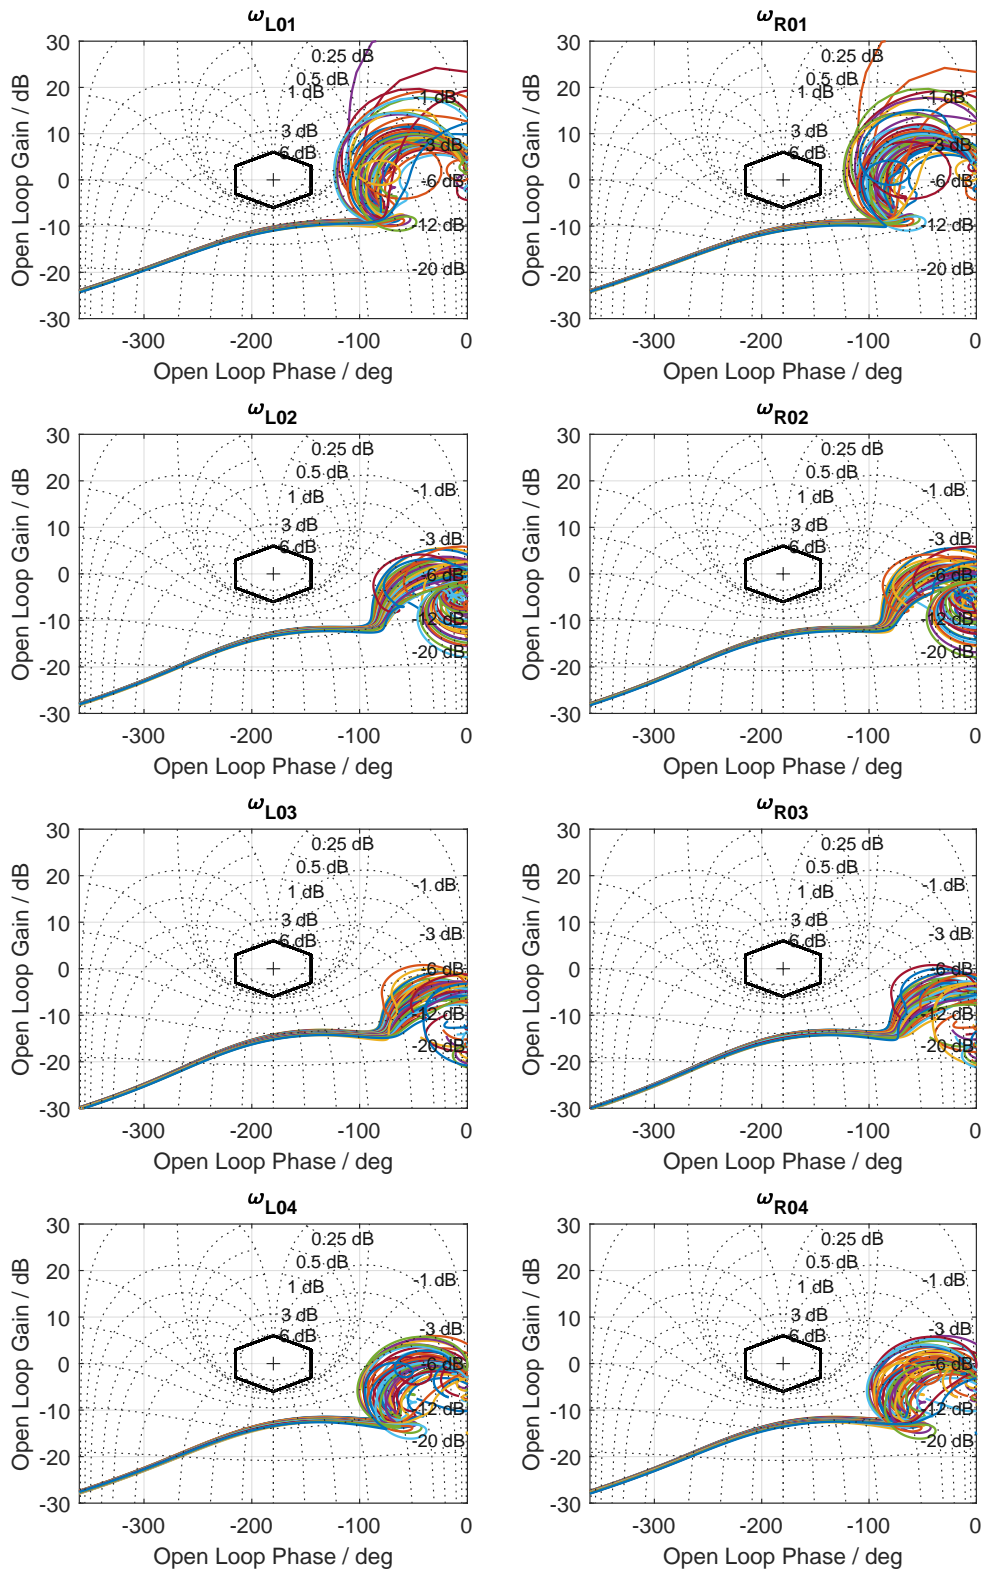 ωL01
30
20
10
0
-10
-20
-30
0.25 dB
0.5 dB
1 dB
3 dB
6 dB
-1 dB
-3 dB
-6 dB
-12 dB
-20 dB
-300
-200
-100
0
Open Loop Gain / dB
Open Loop Phase / deg
ωR01
30
20
10
0
-10
-20
-30
0.25 dB
0.5 dB
1 dB
3 dB
6 dB
-1 dB
-3 dB
-6 dB
-12 dB
-20 dB
-300
-200
-100
0
Open Loop Gain / dB
Open Loop Phase / deg
ωL02
30
20
10
0
-10
-20
-30
0.25 dB
0.5 dB
1 dB
3 dB
6 dB
-1 dB
-3 dB
-6 dB
-12 dB
-20 dB
-300
-200
-100
0
Open Loop Gain / dB
Open Loop Phase / deg
ωR02
30
20
10
0
-10
-20
-30
0.25 dB
0.5 dB
1 dB
3 dB
6 dB
-1 dB
-3 dB
-6 dB
-12 dB
-20 dB
-300
-200
-100
0
Open Loop Gain / dB
Open Loop Phase / deg
ωL03
30
20
10
0
-10
-20
-30
0.25 dB
0.5 dB
1 dB
3 dB
6 dB
-1 dB
-3 dB
-6 dB
-12 dB
-20 dB
-300
-200
-100
0
Open Loop Gain / dB
Open Loop Phase / deg
ωR03
30
20
10
0
-10
-20
-30
0.25 dB
0.5 dB
1 dB
3 dB
6 dB
-1 dB
-3 dB
-6 dB
-12 dB
-20 dB
-300
-200
-100
0
Open Loop Gain / dB
Open Loop Phase / deg
ωL04
30
20
10
0
-10
-20
-30
0.25 dB
0.5 dB
1 dB
3 dB
6 dB
-1 dB
-3 dB
-6 dB
-12 dB
-20 dB
-300
-200
-100
0
Open Loop Gain / dB
Open Loop Phase / deg
ωR04
30
20
10
0
-10
-20
-30
0.25 dB
0.5 dB
1 dB
3 dB
6 dB
-1 dB
-3 dB
-6 dB
-12 dB
-20 dB
-300
-200
-100
0
Open Loop Gain / dB
Open Loop Phase / deg